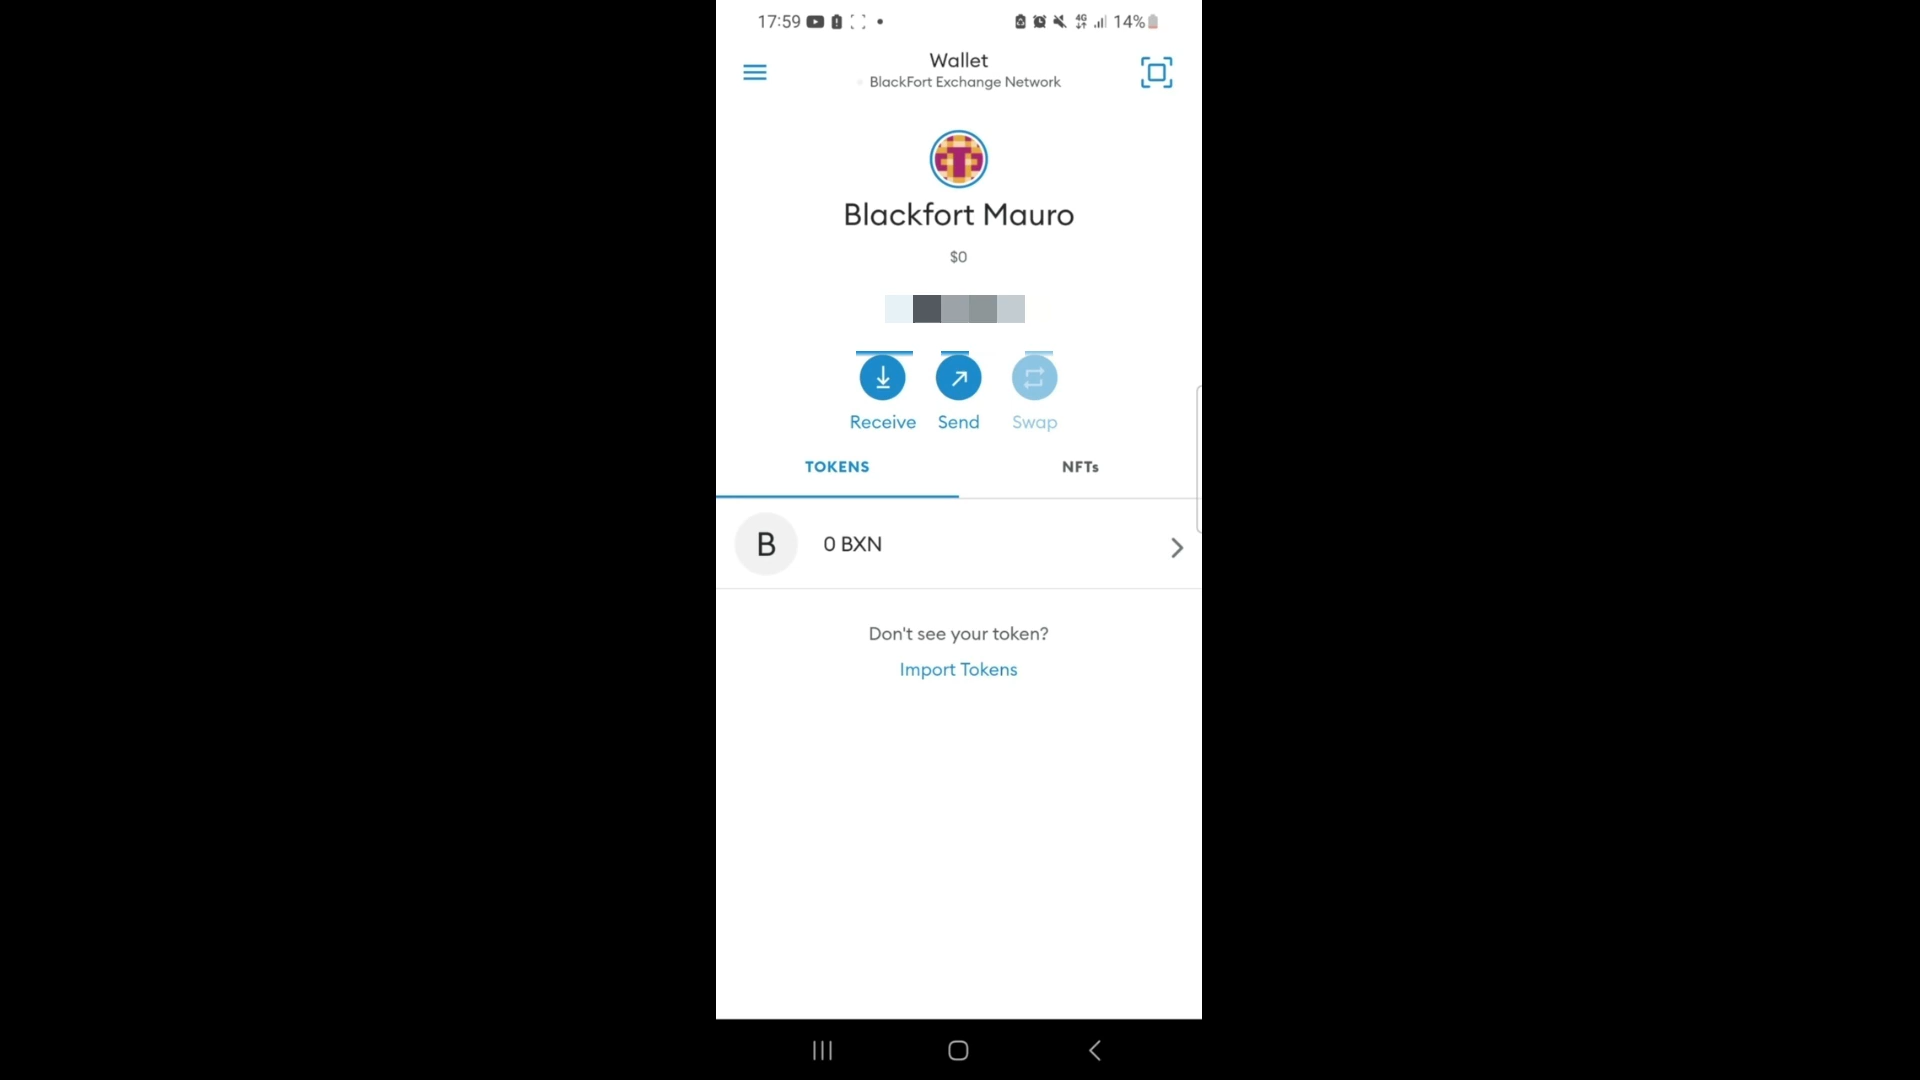 17:59
4G 14%
Wallet
BlackFort Exchange Network
Blackfort Mauro
$0
Receive Send Swap
TOKENS NFTs
B 0 BXN
Don't see your token?
Import Tokens